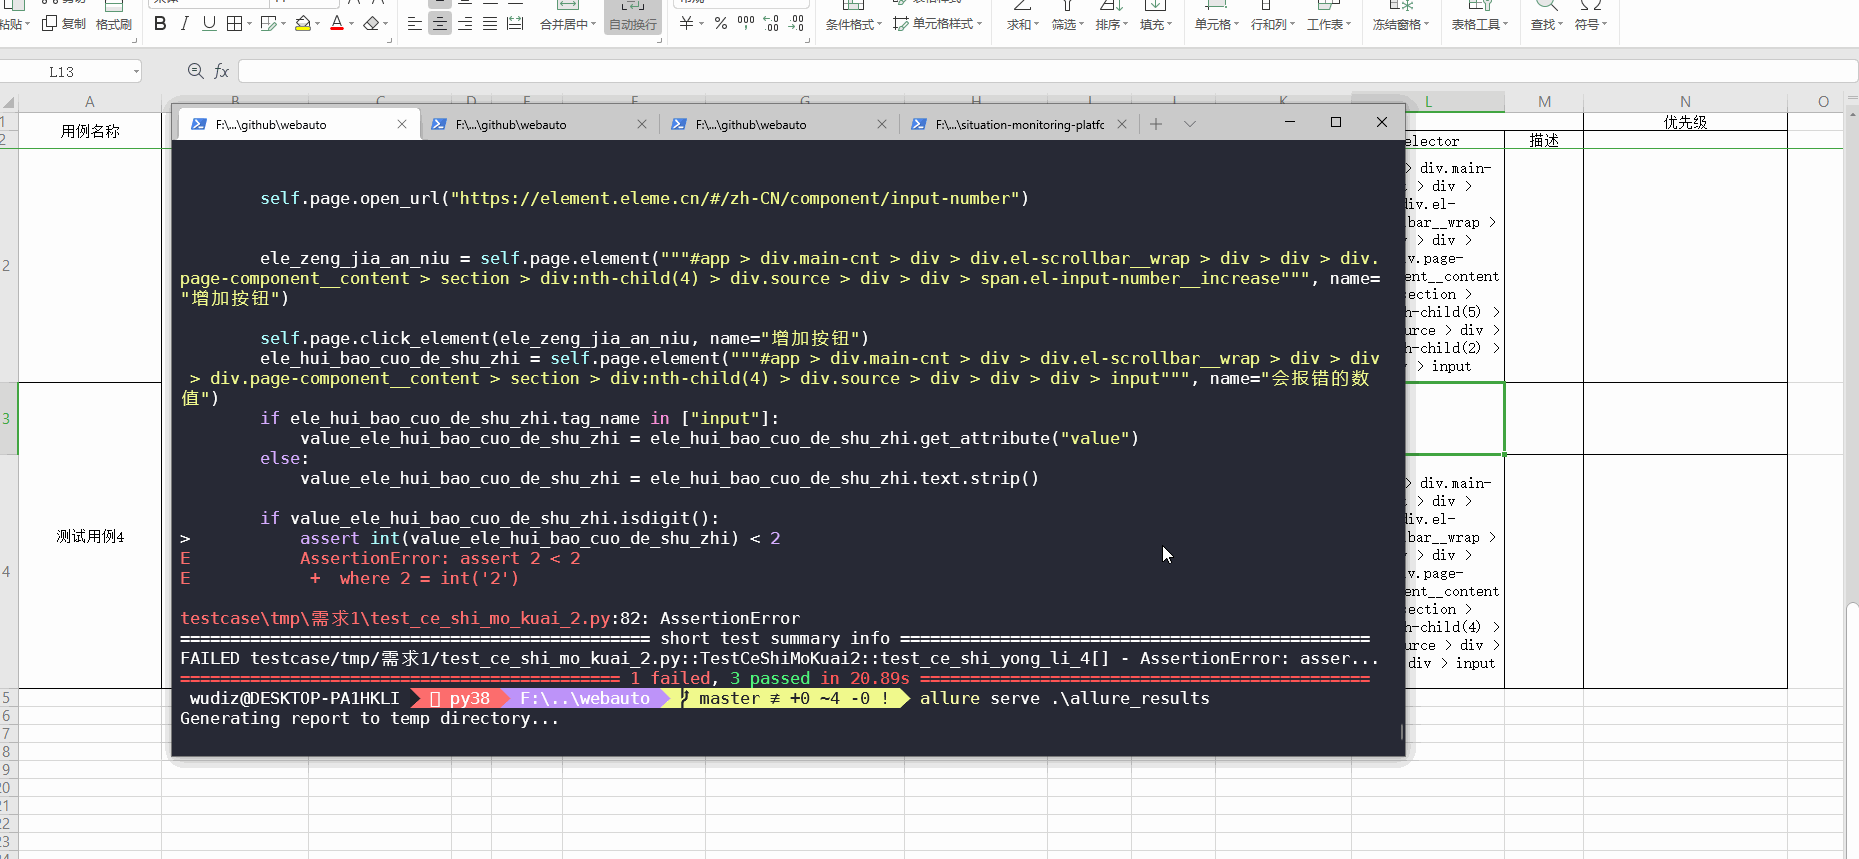 复制
格式刷
B I U
A
合并居中
自动换行
¥ %
条件格式
单元格样式
求和
筛选
排序
填充
单元格
行和列
工作表
冻结窗格
表格工具
查找
符号
L13
fx
A
L M N O
用例名称
优先级
描述
elector
F:\...\github\webauto
F:\...\github\webauto
F:\...\github\webauto
F:\...\situation-monitoring-platfc
self.page.open_url("https://element.eleme.cn/#/zh-CN/component/input-number")
ele_zeng_jia_an_niu = self.page.element("""#app > div.main-cnt > div > div.el-scrollbar__wrap > div > div > div.
page-component__content > section > div:nth-child(4) > div.source > div > div > span.el-input-number__increase""", name=
"增加按钮")
self.page.click_element(ele_zeng_jia_an_niu, name="增加按钮")
ele_hui_bao_cuo_de_shu_zhi = self.page.element("""#app > div.main-cnt > div > div.el-scrollbar__wrap > div > div
> div.page-component__content > section > div:nth-child(4) > div.source > div > div > div > input""", name="会报错的数
值")
if ele_hui_bao_cuo_de_shu_zhi.tag_name in ["input"]:
value_ele_hui_bao_cuo_de_shu_zhi = ele_hui_bao_cuo_de_shu_zhi.get_attribute("value")
else:
value_ele_hui_bao_cuo_de_shu_zhi = ele_hui_bao_cuo_de_shu_zhi.text.strip()
if value_ele_hui_bao_cuo_de_shu_zhi.isdigit():
> assert int(value_ele_hui_bao_cuo_de_shu_zhi) < 2
E AssertionError: assert 2 < 2
E + where 2 = int('2')
testcase\tmp\需求1\test_ce_shi_mo_kuai_2.py:82: AssertionError
=============================================== short test summary info ===============================================
FAILED testcase/tmp/需求1/test_ce_shi_mo_kuai_2.py::TestCeShiMoKuai2::test_ce_shi_yong_li_4[] - AssertionError: asser...
============================================ 1 failed, 3 passed in 20.89s =============================================
wudiz@DESKTOP-PA1HKLI py38 F:\..\webauto master ≢ +0 ~4 -0 ! allure serve .\allure_results
Generating report to temp directory...
> div.main-
> div >
div.el-
bar__wrap >
> div >
v.page-
ent__content
section >
h-child(5) >
urce > div >
h-child(2) >
> input
测试用例4
> div.main-
> div >
div.el-
bar__wrap >
> div >
v.page-
ent__content
section >
h-child(4) >
urce > div >
div > input
1
2
2
3
4
5
6
7
8
9
20
21
22
23